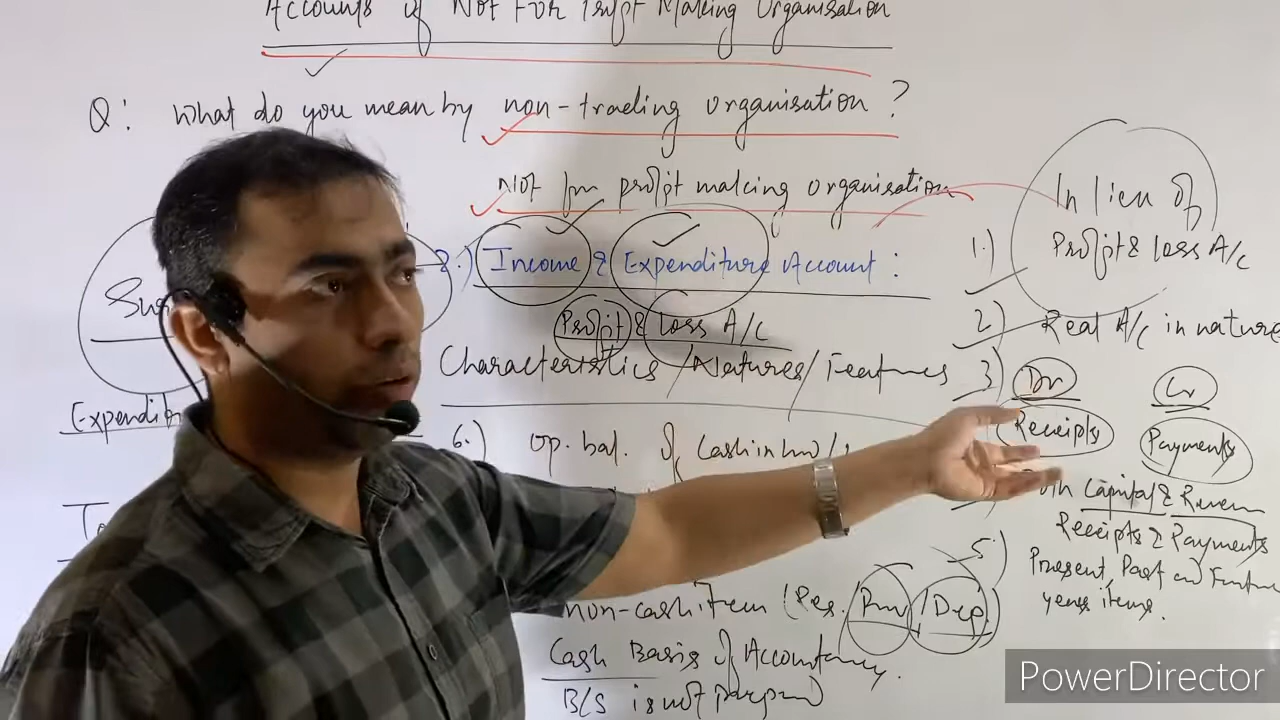 Accounts of Not For Profit Making Organisation
Q: What do you mean by non-trading organisation ?
Not for profit making organisation
8.) Income & Expenditure Account :
Profit & loss A/c
Characteristics / Natures / Features
6.) Op. bal. of Cash in
non-cash item (Res. Dep.)
Cash Basis of Accountancy.
B/S is not prepared
Expendit
1.) In lieu of
Profit & loss A/c
2) Real A/c in nature
3) Dr Cr
Receipts Payments
Capital & Revenue
Receipts & Payments
5) Present, Past and Future
years items.
PowerDirector